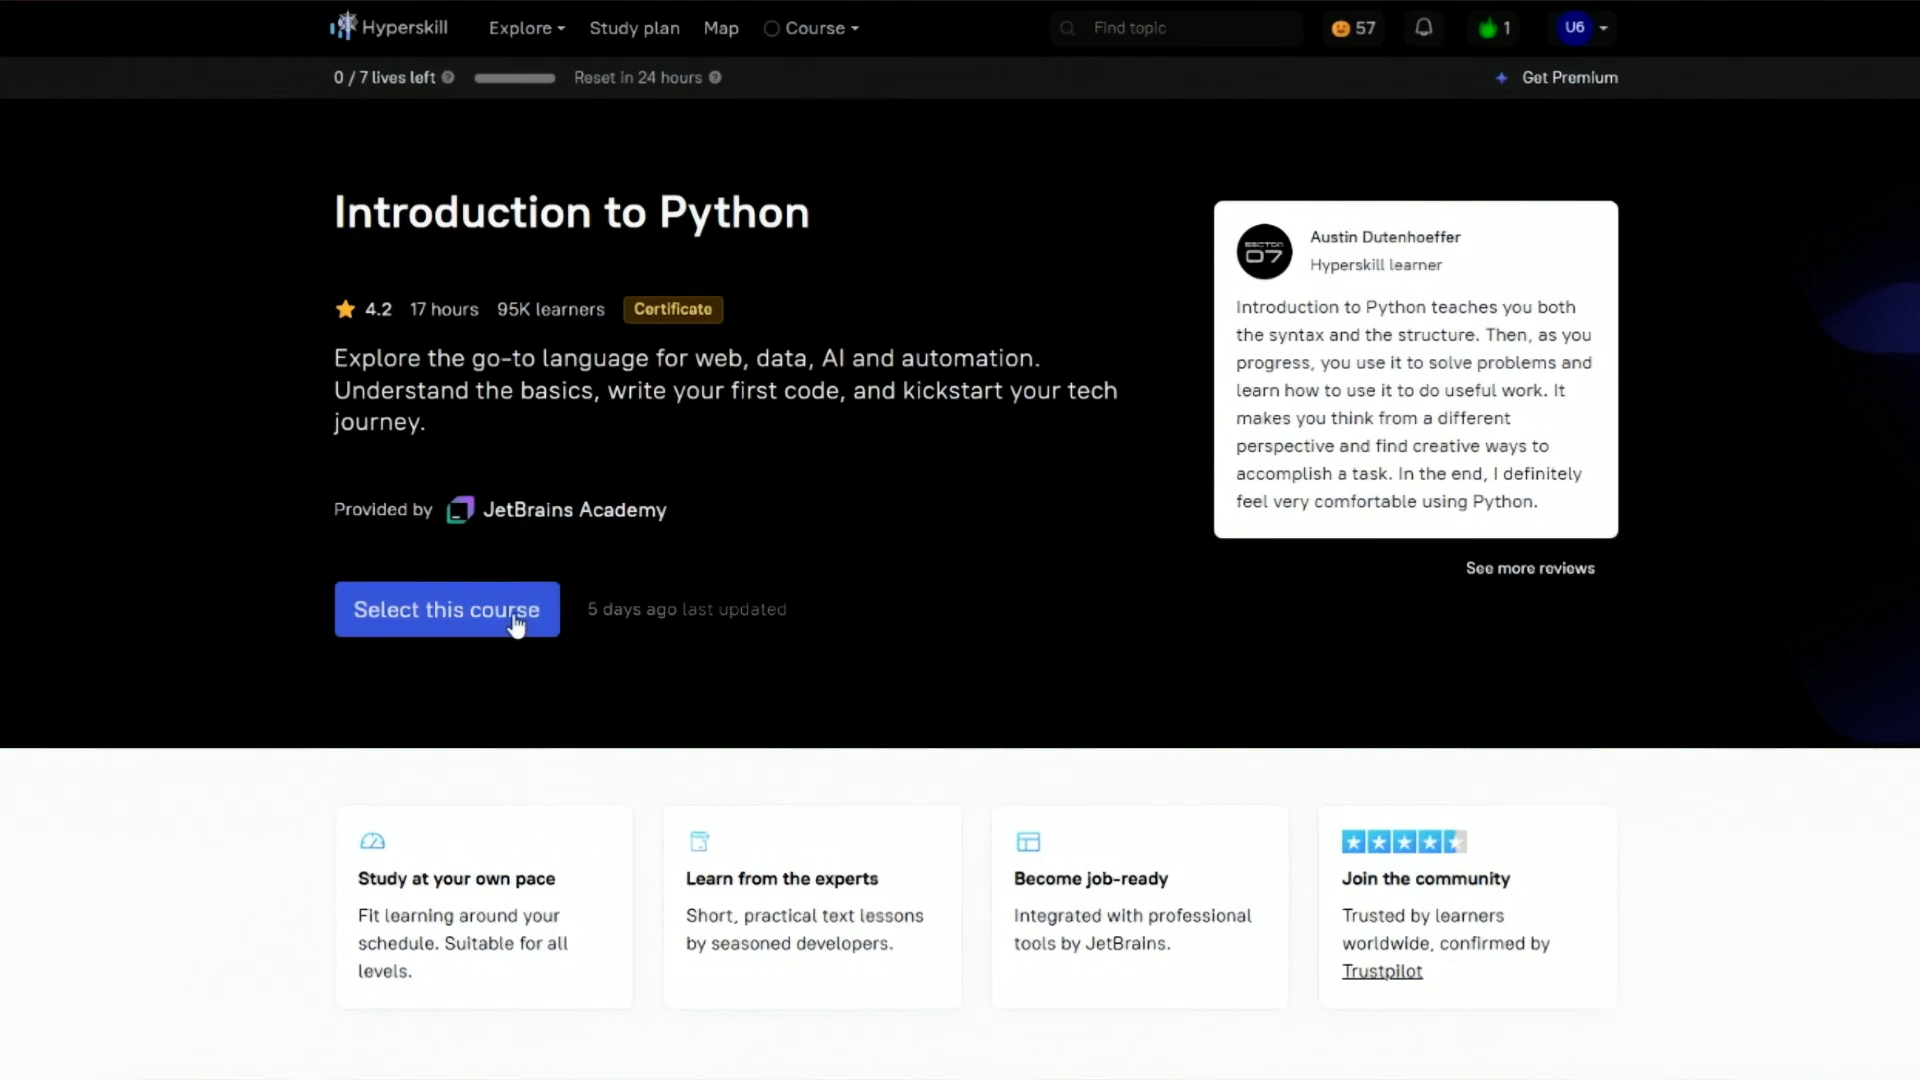 Hyperskill Explore Study plan Map Course Find topic 57 1 U6
0 / 7 lives left Reset in 24 hours Get Premium
Introduction to Python
4.2 17 hours 95K learners Certificate
Explore the go-to language for web, data, AI and automation.
Understand the basics, write your first code, and kickstart your tech
journey.
Provided by JetBrains Academy
Select this course 5 days ago last updated
SECTOR
07
Austin Dutenhoeffer
Hyperskill learner
Introduction to Python teaches you both
the syntax and the structure. Then, as you
progress, you use it to solve problems and
learn how to use it to do useful work. It
makes you think from a different
perspective and find creative ways to
accomplish a task. In the end, I definitely
feel very comfortable using Python.
See more reviews
Study at your own pace
Fit learning around your
schedule. Suitable for all
levels.
Learn from the experts
Short, practical text lessons
by seasoned developers.
Become job-ready
Integrated with professional
tools by JetBrains.
Join the community
Trusted by learners
worldwide, confirmed by
Trustpilot